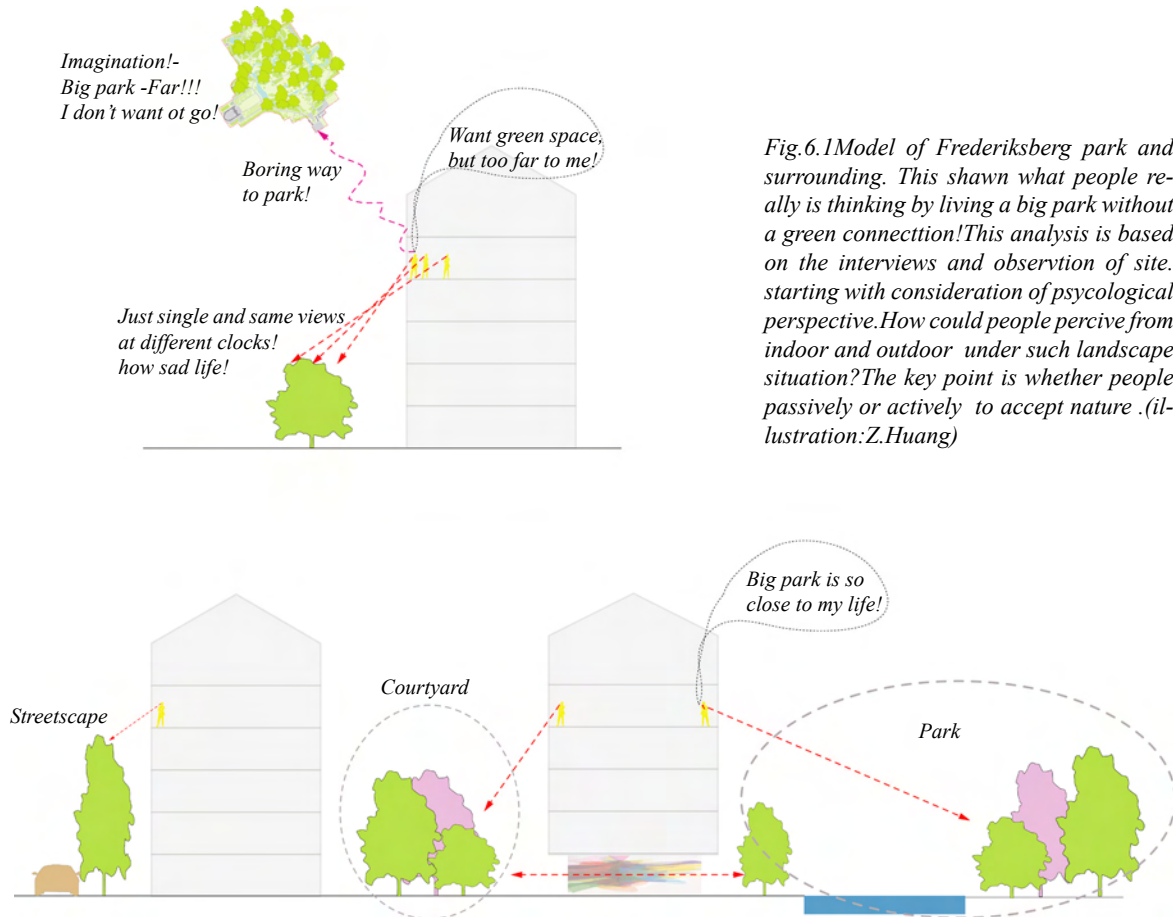 Imagination!-
Big park -Far!!!
I don't want ot go!
Boring way
to park!
Want green space,
but too far to me!
Just single and same views
at different clocks!
how sad life!
Fig.6.1Model of Frederiksberg park and
surrounding. This shawn what people re-
ally is thinking by living a big park without
a green connecttion!This analysis is based
on the interviews and observtion of site.
starting with consideration of psycological
perspective.How could people percive from
indoor and outdoor under such landscape
situation?The key point is whether people
passively or actively to accept nature .(il-
lustration:Z.Huang)
Big park is so
close to my life!
Streetscape
Courtyard
Park